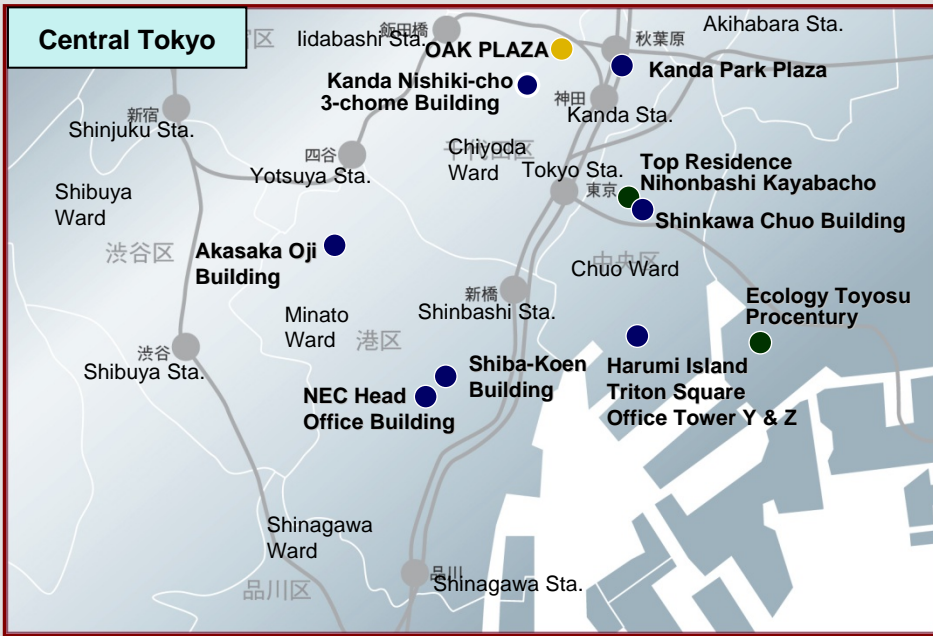 Central Tokyo
区
飯田橋
Iidabashi Sta.
Akihabara Sta.
秋葉原
OAK PLAZA
Kanda Park Plaza
Kanda Nishiki-cho
3-chome Building
神田
Kanda Sta.
新宿
Shinjuku Sta.
四谷
Yotsuya Sta.
千代田区
Chiyoda
Ward
Tokyo Sta.
東京
Top Residence
Nihonbashi Kayabacho
Shinkawa Chuo Building
Shibuya
Ward
渋谷区
Akasaka Oji
Building
中央区
Chuo Ward
新橋
Shinbashi Sta.
Ecology Toyosu
Procentury
Minato
Ward
港区
渋谷
Shibuya Sta.
Shiba-Koen
Building
NEC Head
Office Building
Harumi Island
Triton Square
Office Tower Y & Z
Shinagawa
Ward
品川区
品川
Shinagawa Sta.